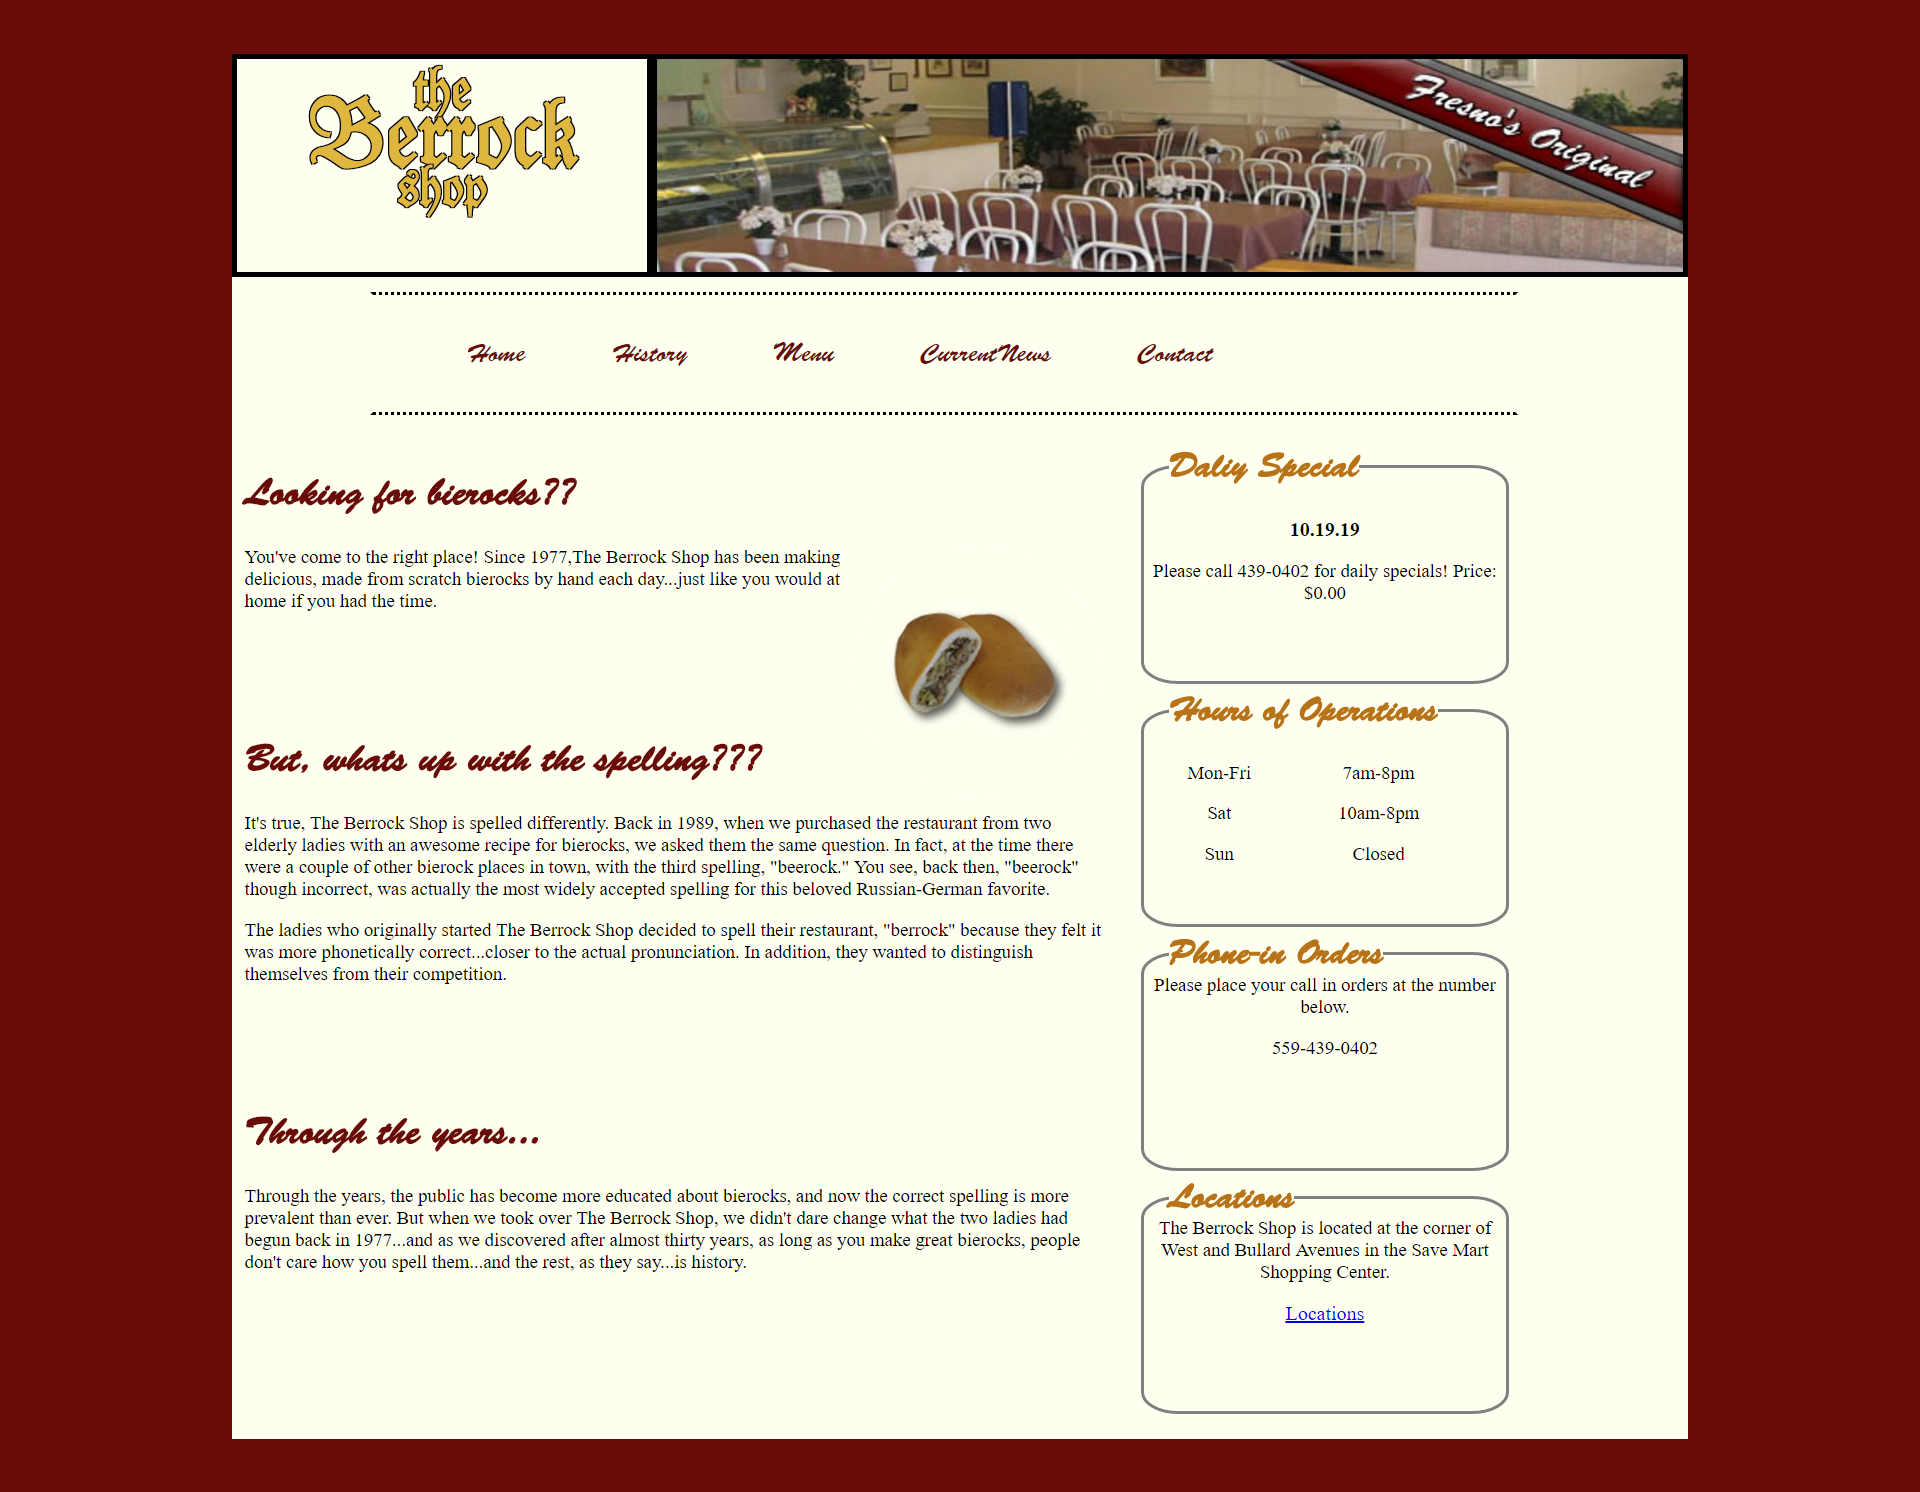 the
Berrock
shop
Fresno's Original
Home
History
Menu
CurrentNews
Contact
Looking for bierocks??
You've come to the right place! Since 1977,The Berrock Shop has been making
delicious, made from scratch bierocks by hand each day...just like you would at
home if you had the time.
But, whats up with the spelling???
It's true, The Berrock Shop is spelled differently. Back in 1989, when we purchased the restaurant from two
elderly ladies with an awesome recipe for bierocks, we asked them the same question. In fact, at the time there
were a couple of other bierock places in town, with the third spelling, "beerock." You see, back then, "beerock"
though incorrect, was actually the most widely accepted spelling for this beloved Russian-German favorite.
The ladies who originally started The Berrock Shop decided to spell their restaurant, "berrock" because they felt it
was more phonetically correct...closer to the actual pronunciation. In addition, they wanted to distinguish
themselves from their competition.
Through the years...
Through the years, the public has become more educated about bierocks, and now the correct spelling is more
prevalent than ever. But when we took over The Berrock Shop, we didn't dare change what the two ladies had
begun back in 1977...and as we discovered after almost thirty years, as long as you make great bierocks, people
don't care how you spell them...and the rest, as they say...is history.
Daliy Special
10.19.19
Please call 439-0402 for daily specials! Price:
$0.00
Hours of Operations
Mon-Fri 7am-8pm
Sat 10am-8pm
Sun Closed
Phone-in Orders
Please place your call in orders at the number
below.
559-439-0402
Locations
The Berrock Shop is located at the corner of
West and Bullard Avenues in the Save Mart
Shopping Center.
Locations